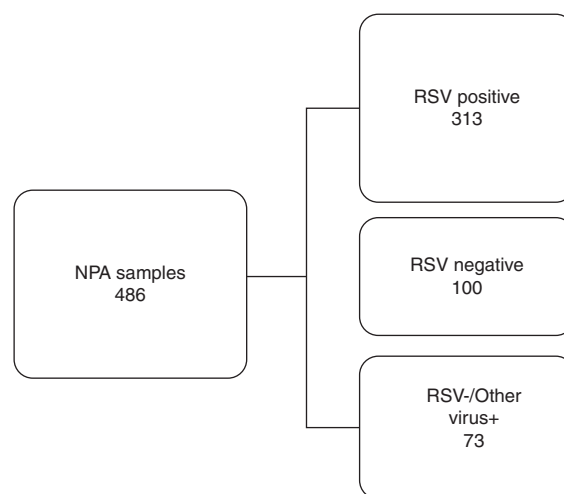 NPA samples
486
RSV positive
313
RSV negative
100
RSV-/Other
virus+
73